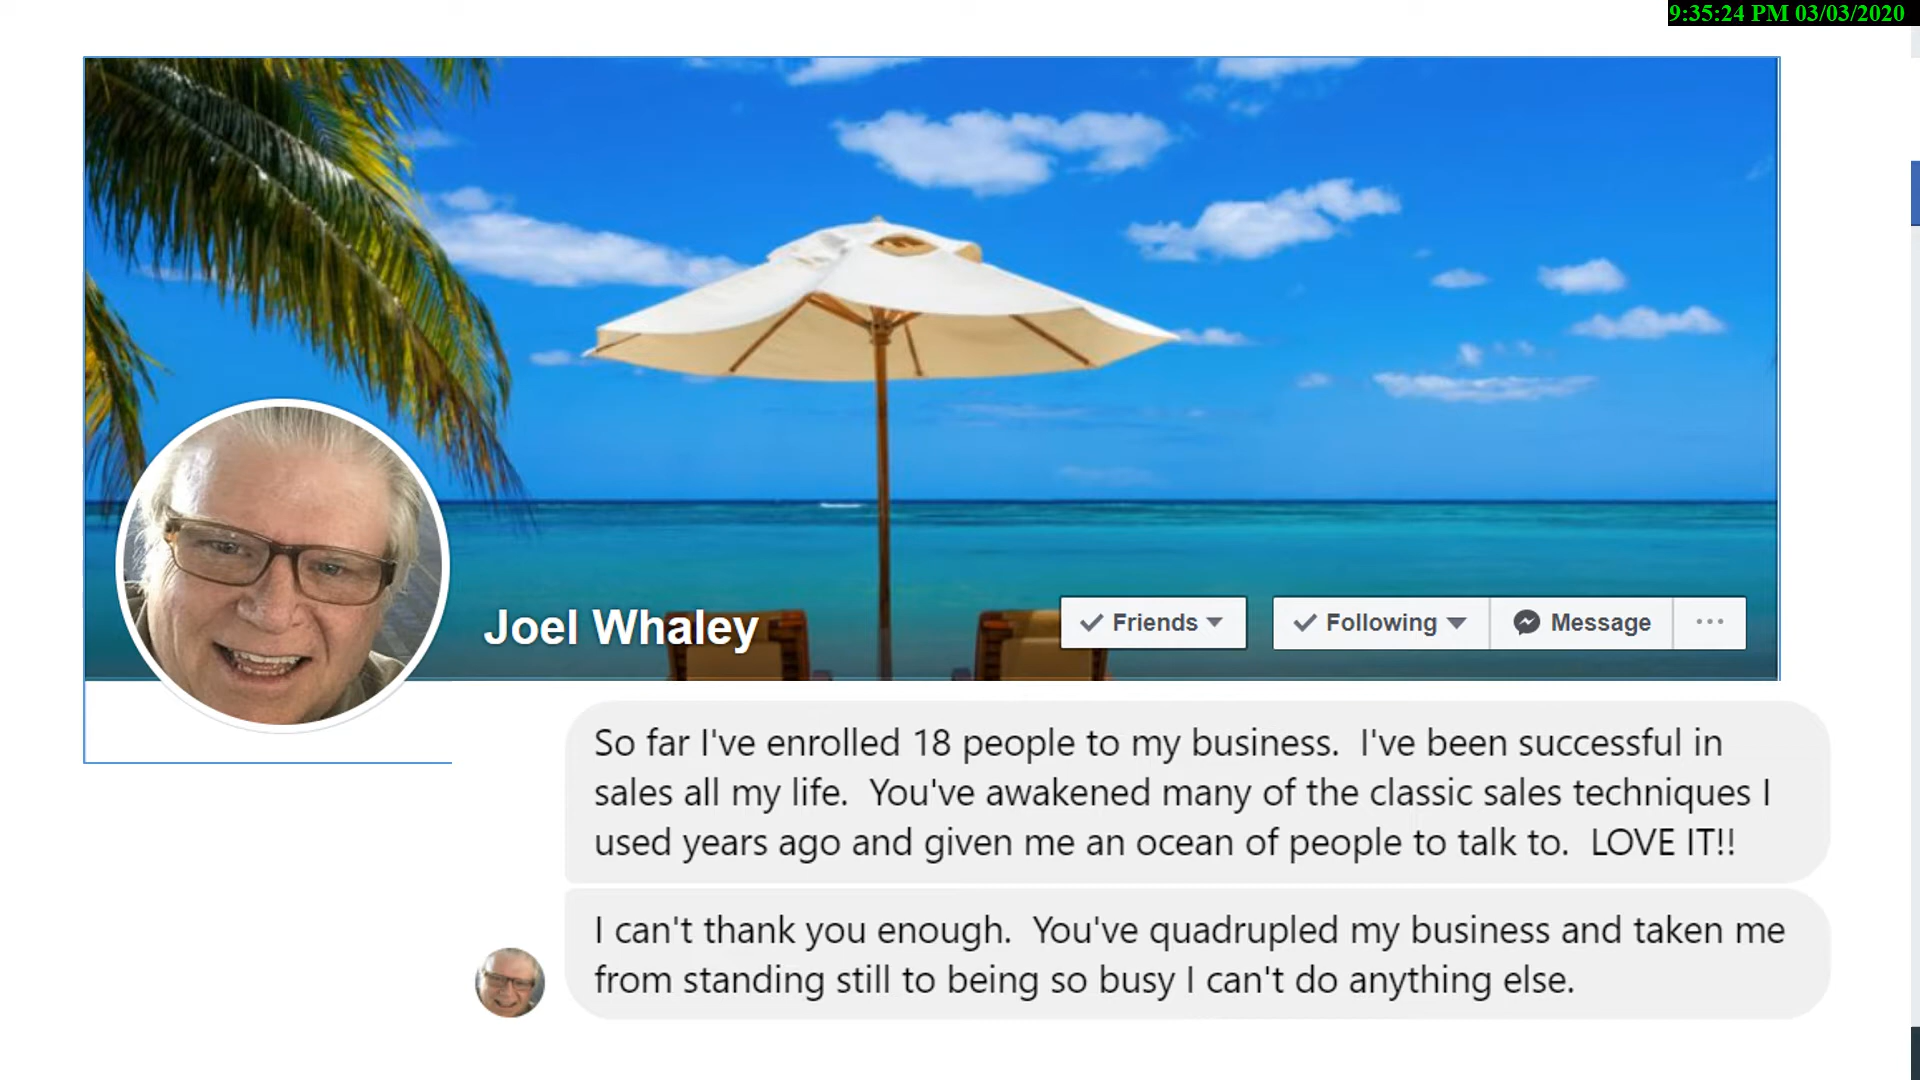 9:35:24 PM 03/03/2020
Joel Whaley
Friends
Following
Message
So far I've enrolled 18 people to my business.  I've been successful in
sales all my life.  You've awakened many of the classic sales techniques I
used years ago and given me an ocean of people to talk to.  LOVE IT!!
I can't thank you enough.  You've quadrupled my business and taken me
from standing still to being so busy I can't do anything else.